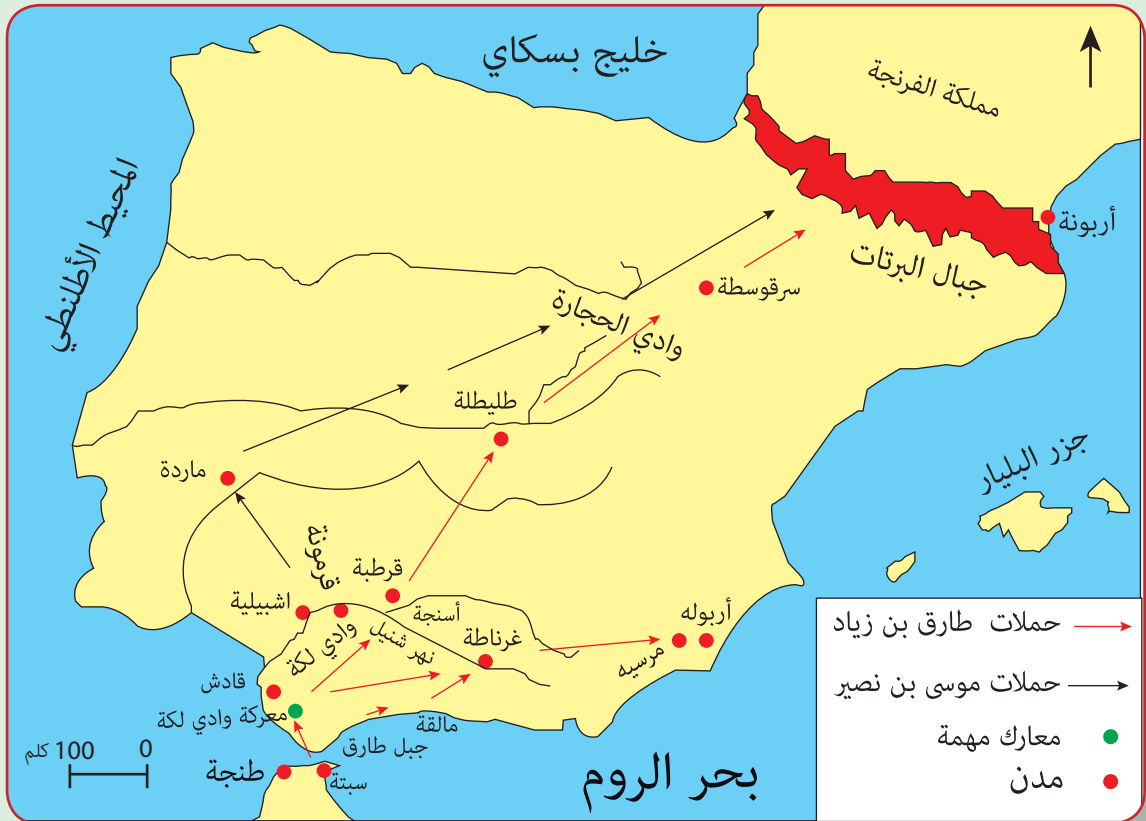 خليج بسكاي
مملكة الفرنجة
المحيط الأطلنطي
أربونة
جبال البرتات
سرقوسطة
وادي الحجارة
طليطلة
جزر البليار
ماردة
قرمونة
قرطبة
اشبيلية
أسنجة
وادي لكة
نهر شنيل
غرناطة
أربوله
مرسيه
قادش
معركة وادي لكة
مالقة
جبل طارق
طنجة
سبتة
بحر الروم
0 100 كلم
حملات طارق بن زياد
حملات موسى بن نصير
معارك مهمة
مدن